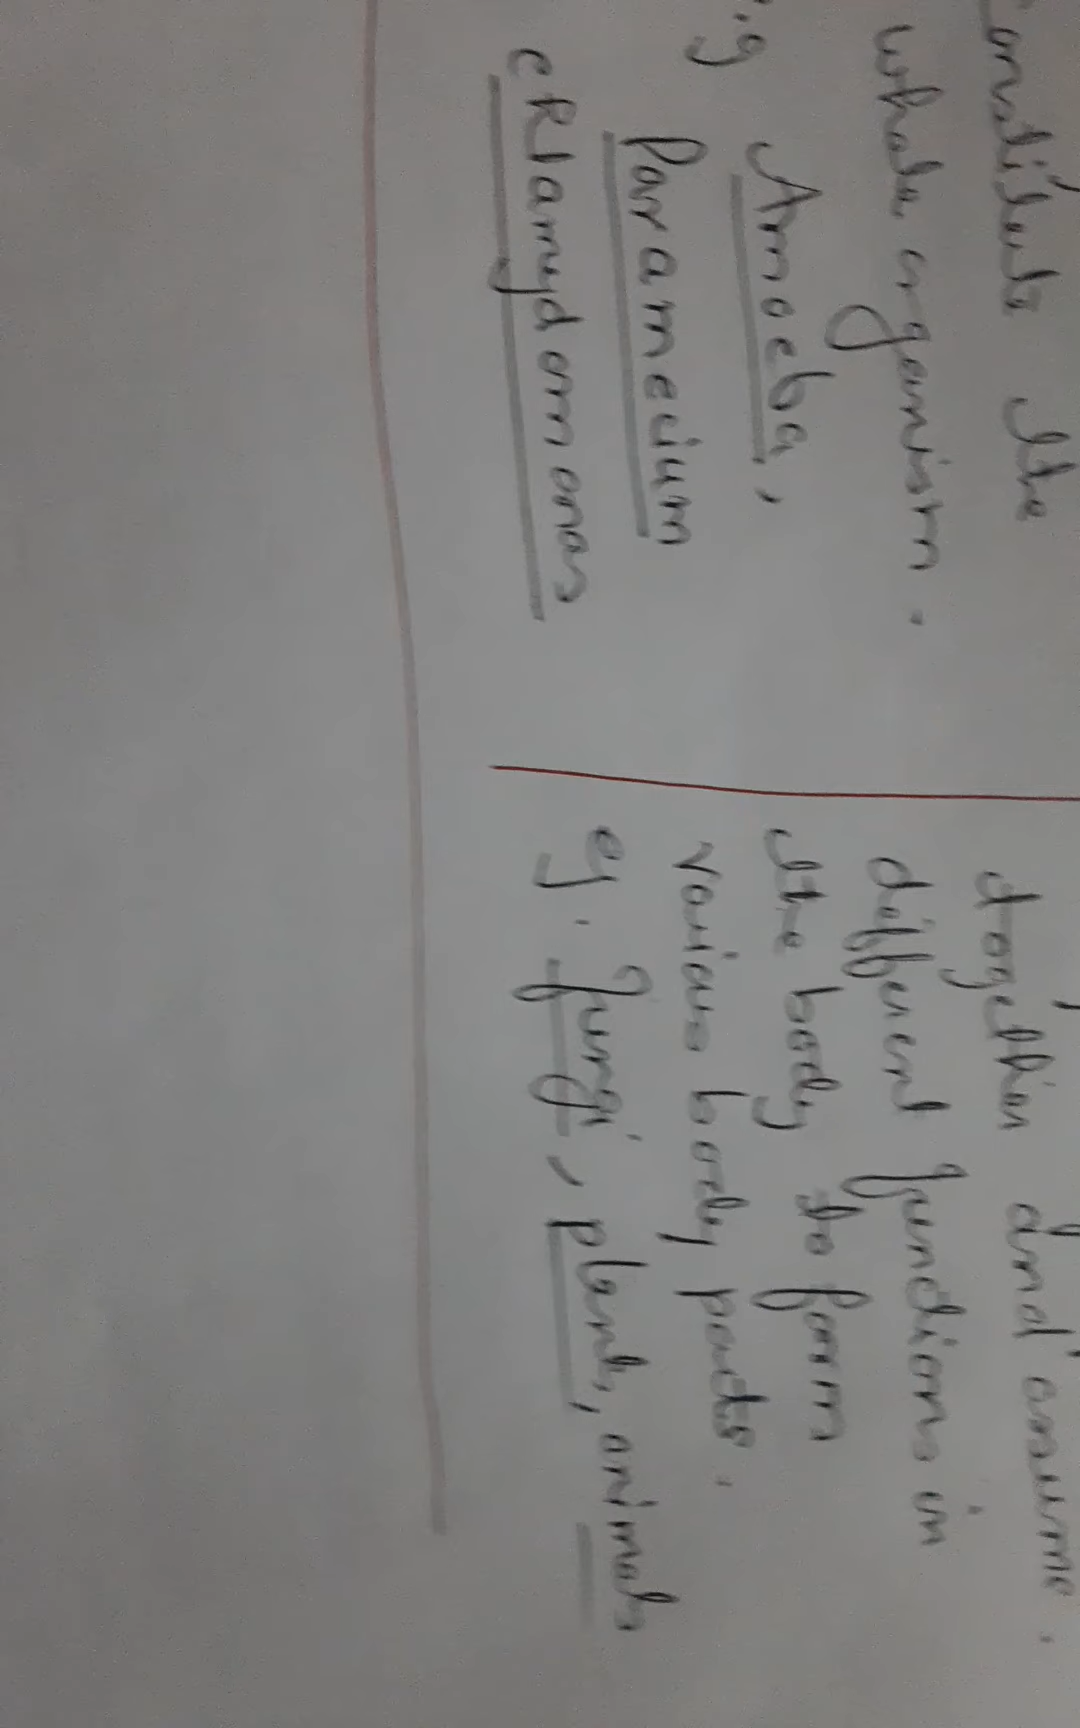 Constitute the
whole organism.
e.g Amoeba,
Paramecium
chlamydomonas
together and assume
different functions in
the body to form
various body parts.
eg. fungi, plants, animals